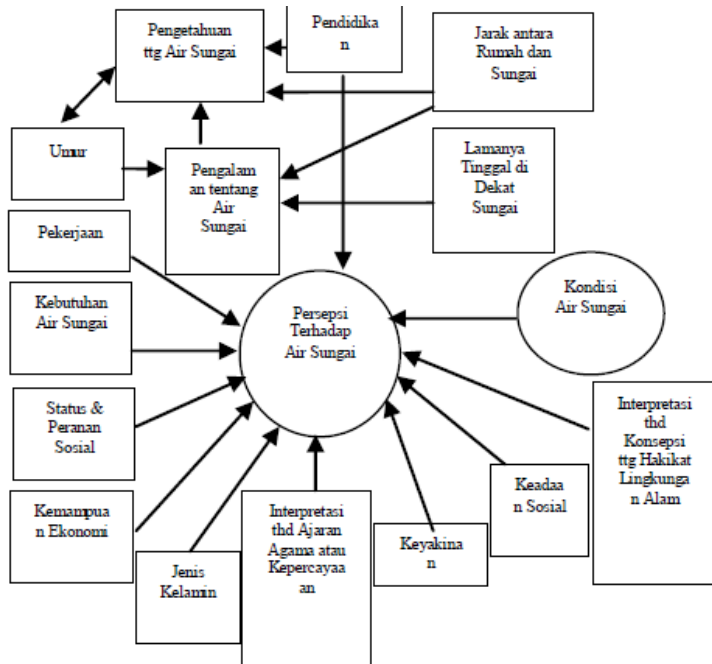 Pengetahuan
ttg Air Sungai
Pendidika
n
Jarak antara
Rumah dan
Sungai
Umur
Pengalam
an tentang
Air
Sungai
Lamanya
Tinggal di
Dekat
Sungai
Pekerjaan
Kebutuhan
Air Sungai
Persepsi
Terhadap
Air Sungai
Kondisi
Air Sungai
Status &
Peranan
Sosial
Interpretasi
thd
Konsepsi
ttg Hakikat
Lingkunga
n Alam
Kemampua
n Ekonomi
Jenis
Kelamin
Interpretasi
thd Ajaran
Agama atau
Kepercayaa
an
Keyakina
n
Keadaa
n Sosial